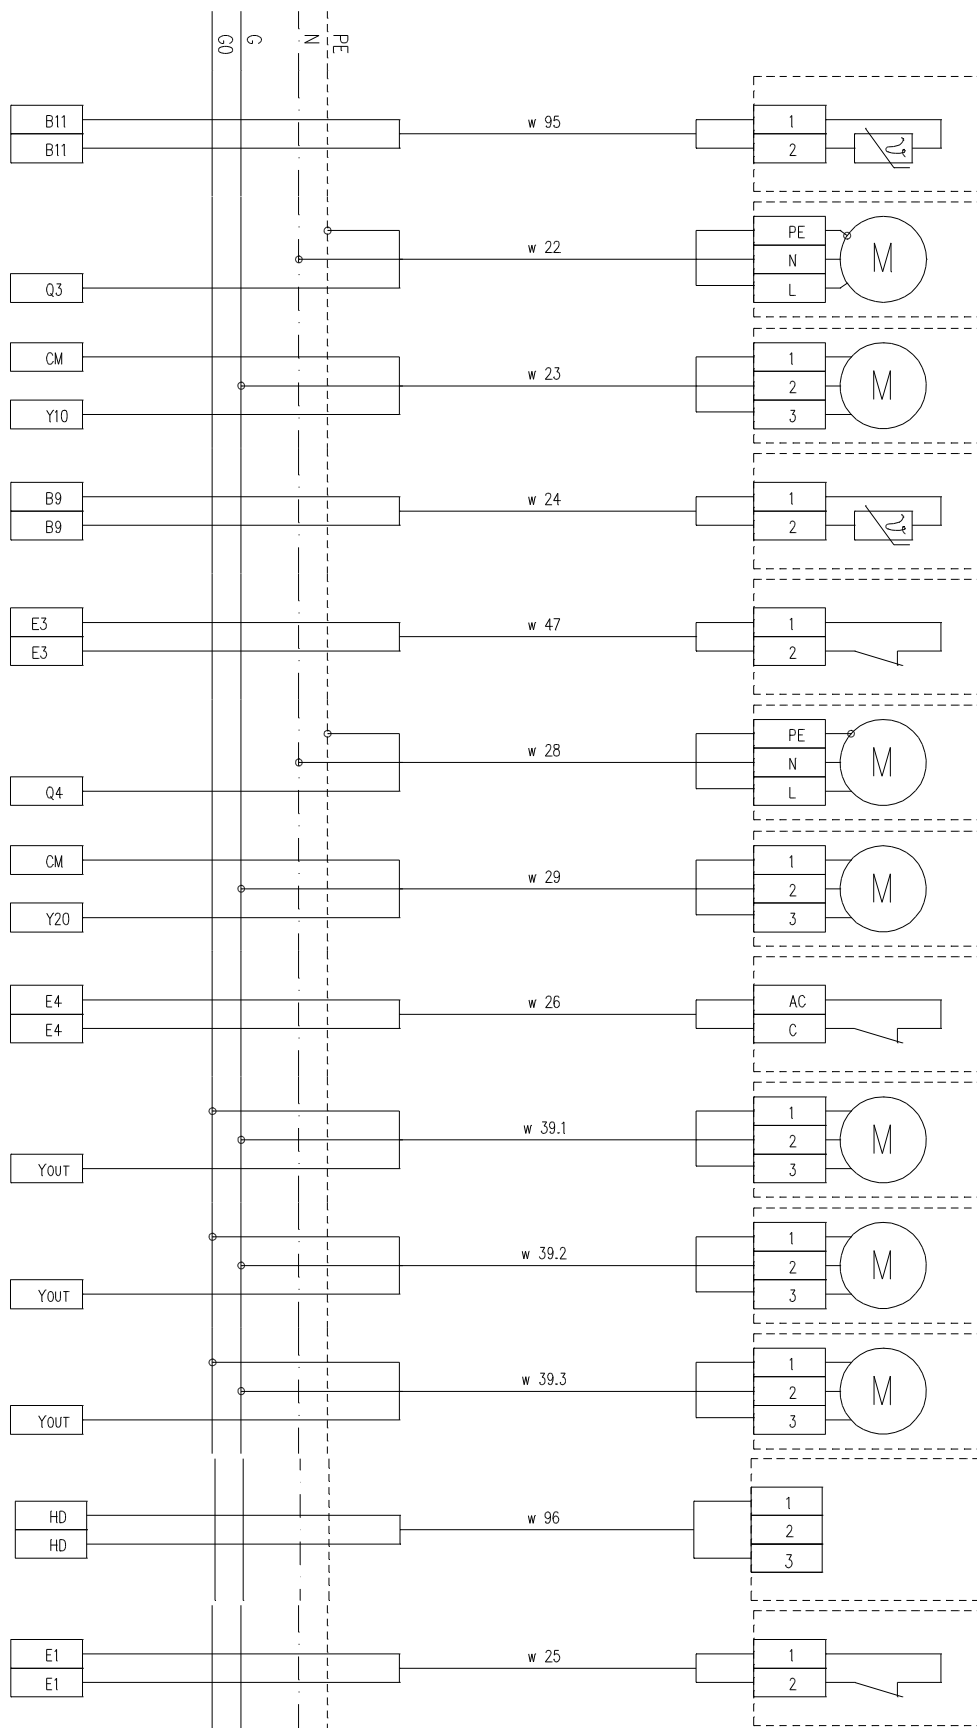 G0
G
N
PE
B11
B11
w 95
1
2
w 22
PE
N
L
M
Q3
CM
w 23
1
2
3
M
Y10
B9
B9
w 24
1
2
E3
E3
w 47
1
2
w 28
PE
N
L
M
Q4
CM
w 29
1
2
3
M
Y20
E4
E4
w 26
AC
C
w 39.1
1
2
3
M
YOUT
w 39.2
1
2
3
M
YOUT
w 39.3
1
2
3
M
YOUT
HD
HD
w 96
1
2
3
E1
E1
w 25
1
2